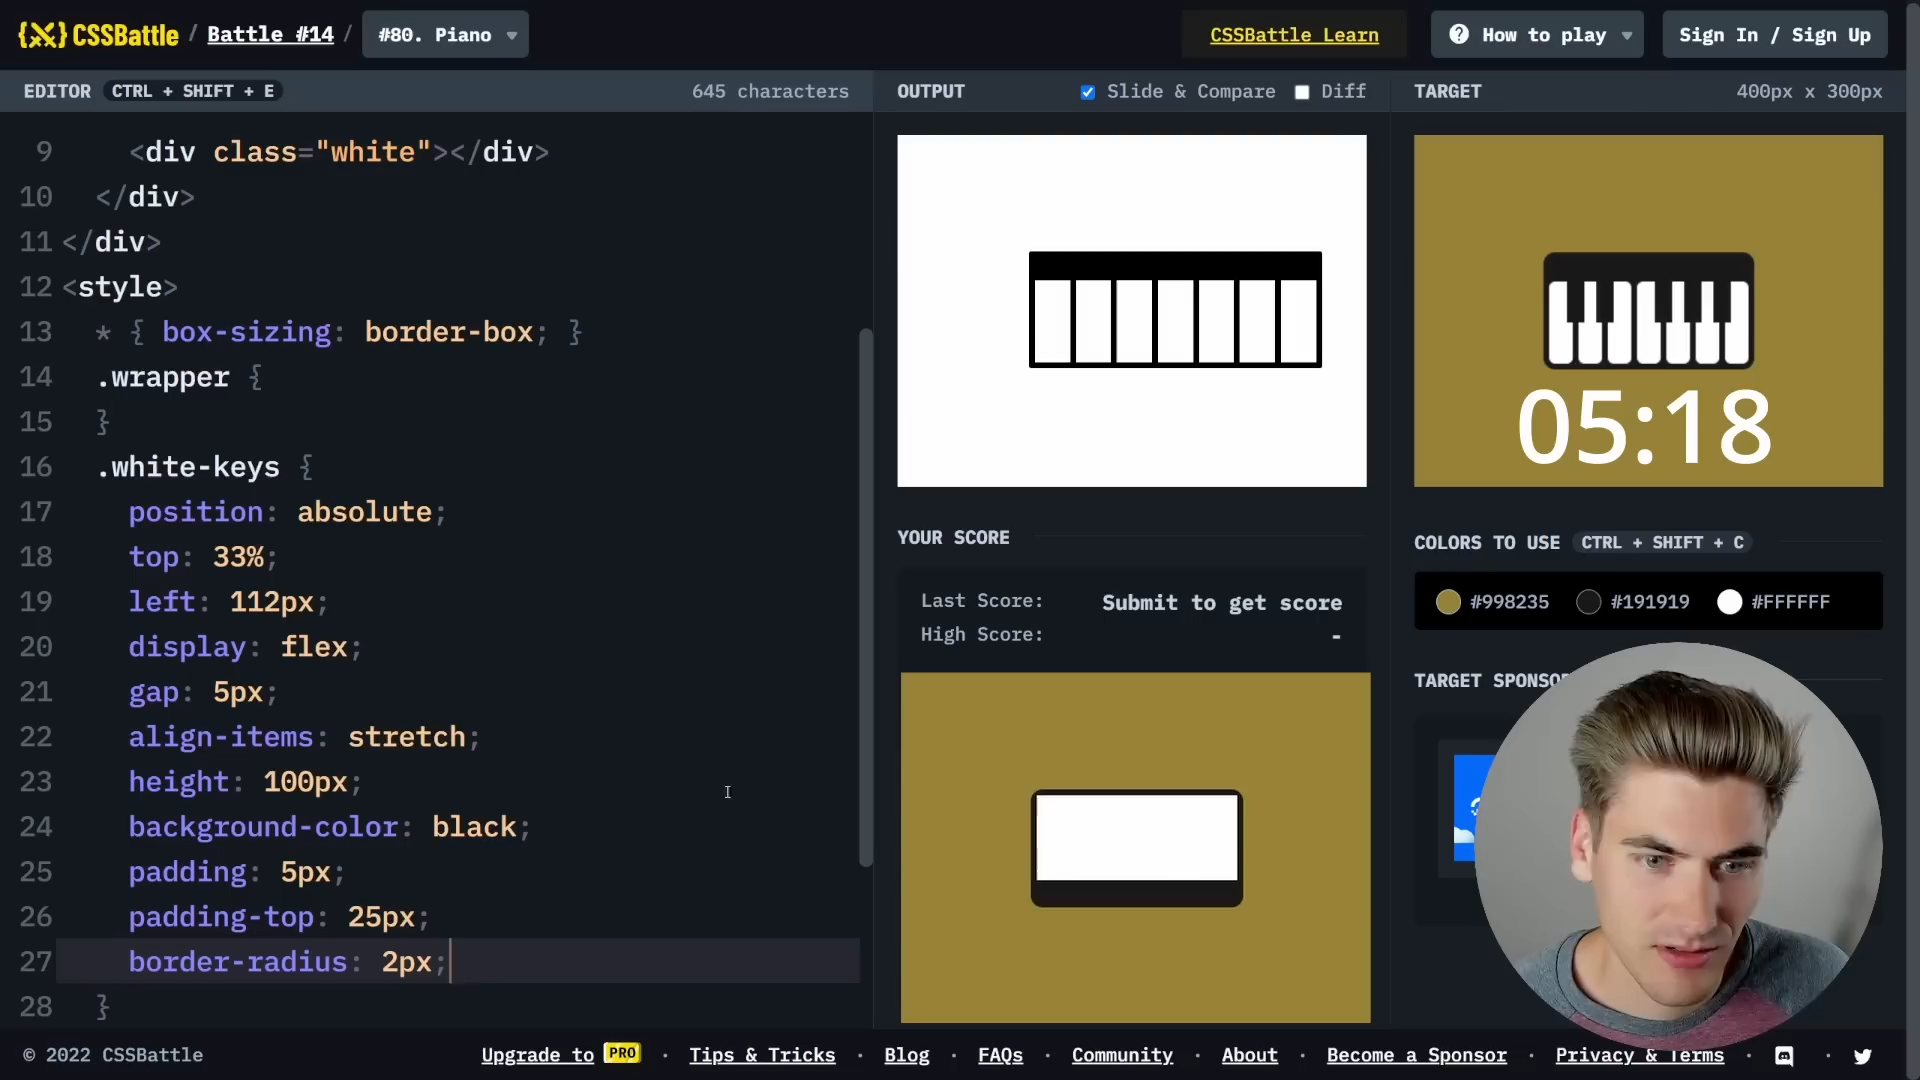 CSSBattle / Battle #14 / #80. Piano
CSSBattle Learn
How to play
Sign In / Sign Up
EDITOR CTRL + SHIFT + E
645 characters
OUTPUT
Slide & Compare
Diff
TARGET
400px x 300px
9 <div class="white"></div>
10 </div>
11 </div>
12 <style>
13 * { box-sizing: border-box; }
14 .wrapper {
15 }
16 .white-keys {
17 position: absolute;
18 top: 33%;
19 left: 112px;
20 display: flex;
21 gap: 5px;
22 align-items: stretch;
23 height: 100px;
24 background-color: black;
25 padding: 5px;
26 padding-top: 25px;
27 border-radius: 2px;
28 }
05:18
YOUR SCORE
Last Score: Submit to get score
High Score: -
COLORS TO USE CTRL + SHIFT + C
#998235 #191919 #FFFFFF
© 2022 CSSBattle
Upgrade to PRO · Tips & Tricks · Blog · FAQs · Community · About · Become a Sponsor · Privacy & Terms